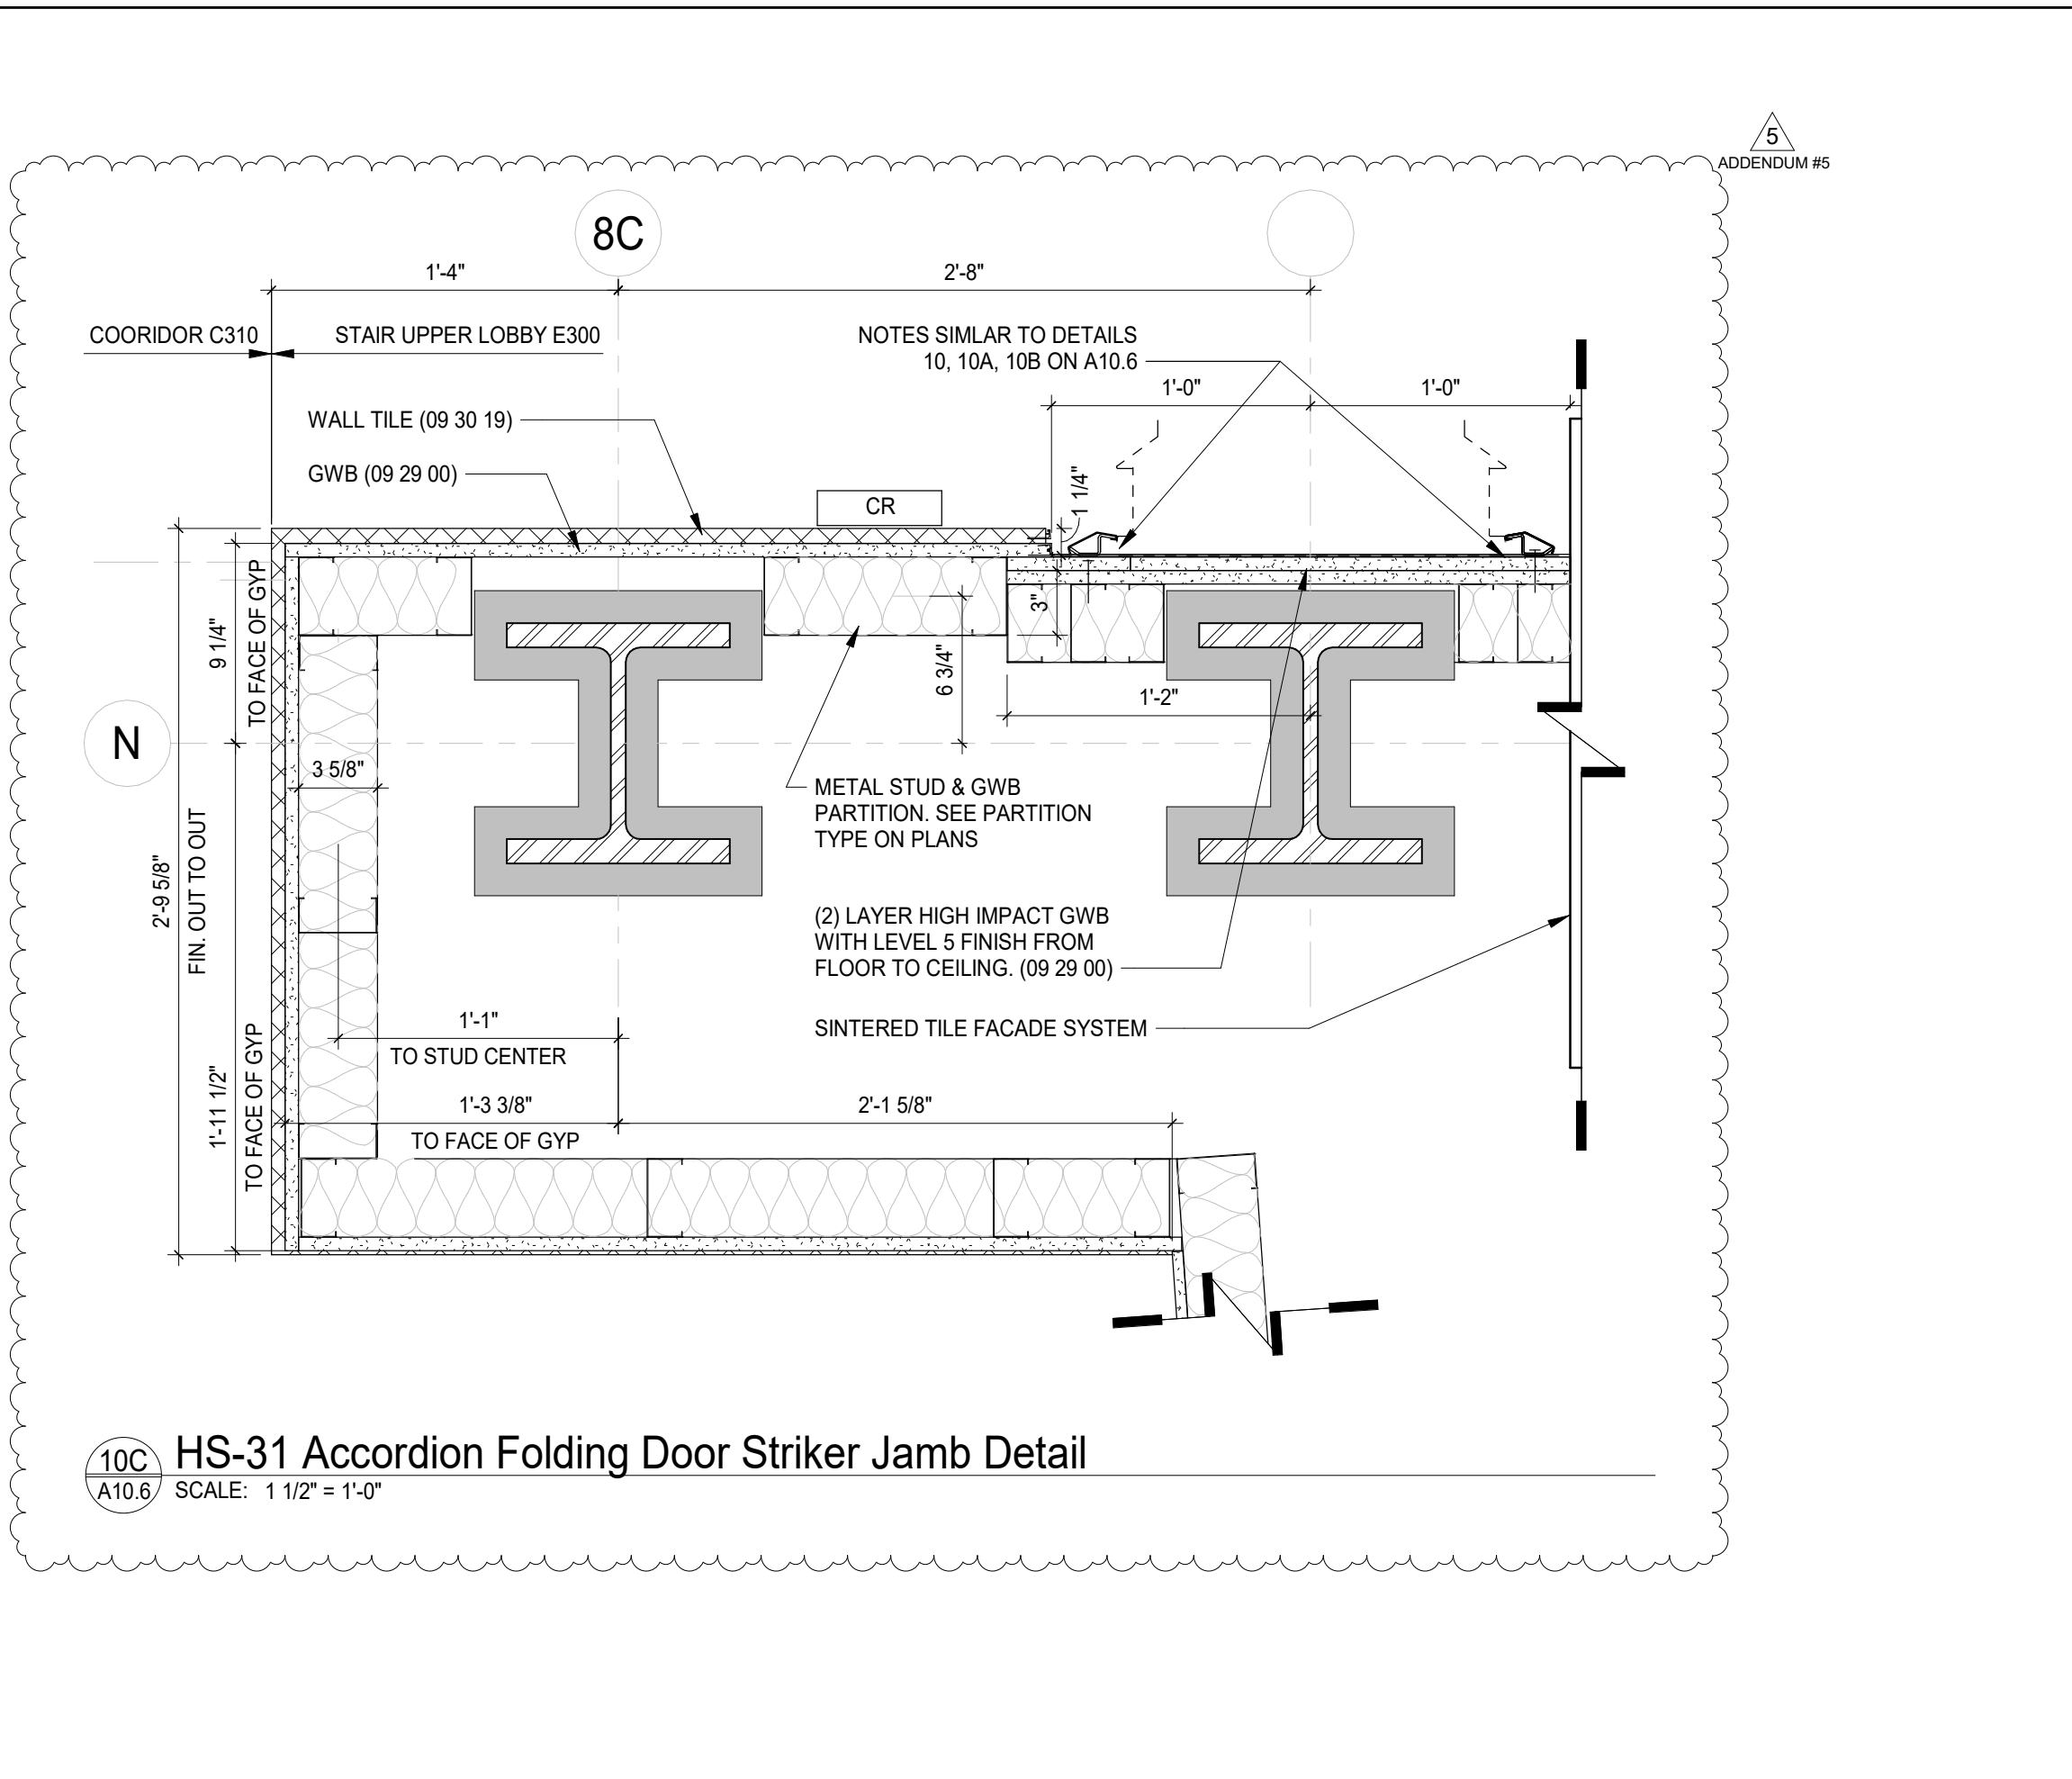 5
ADDENDUM #5
8C
1'-4"
2'-8"
COORIDOR C310
STAIR UPPER LOBBY E300
NOTES SIMLAR TO DETAILS
10, 10A, 10B ON A10.6
1'-0"
1'-0"
WALL TILE (09 30 19)
GWB (09 29 00)
CR
1 1/4"
3"
9 1/4"
TO FACE OF GYP
6 3/4"
1'-2"
N
3 5/8"
METAL STUD & GWB
PARTITION. SEE PARTITION
TYPE ON PLANS
2'-9 5/8"
FIN. OUT TO OUT
(2) LAYER HIGH IMPACT GWB
WITH LEVEL 5 FINISH FROM
FLOOR TO CEILING. (09 29 00)
SINTERED TILE FACADE SYSTEM
1'-1"
TO STUD CENTER
1'-11 1/2"
TO FACE OF GYP
1'-3 3/8"
TO FACE OF GYP
2'-1 5/8"
10C
A10.6
HS-31 Accordion Folding Door Striker Jamb Detail
SCALE: 1 1/2" = 1'-0"